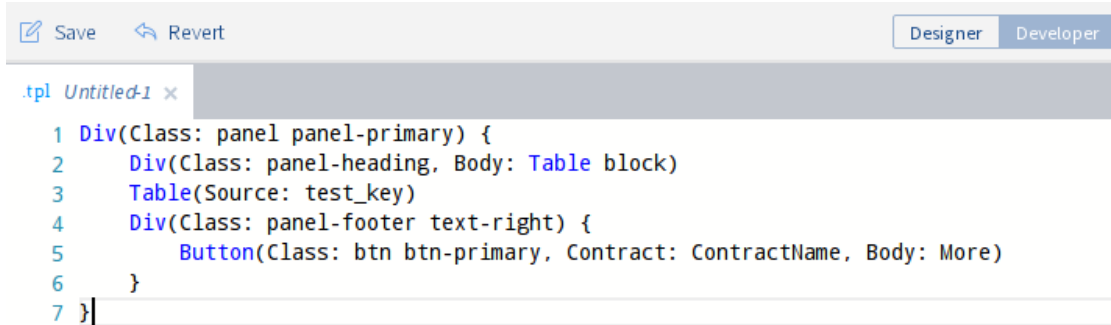 Save Revert Designer Developer
.tpl Untitled-1 ×
1 Div(Class: panel panel-primary) {
2     Div(Class: panel-heading, Body: Table block)
3     Table(Source: test_key)
4     Div(Class: panel-footer text-right) {
5         Button(Class: btn btn-primary, Contract: ContractName, Body: More)
6     }
7 }